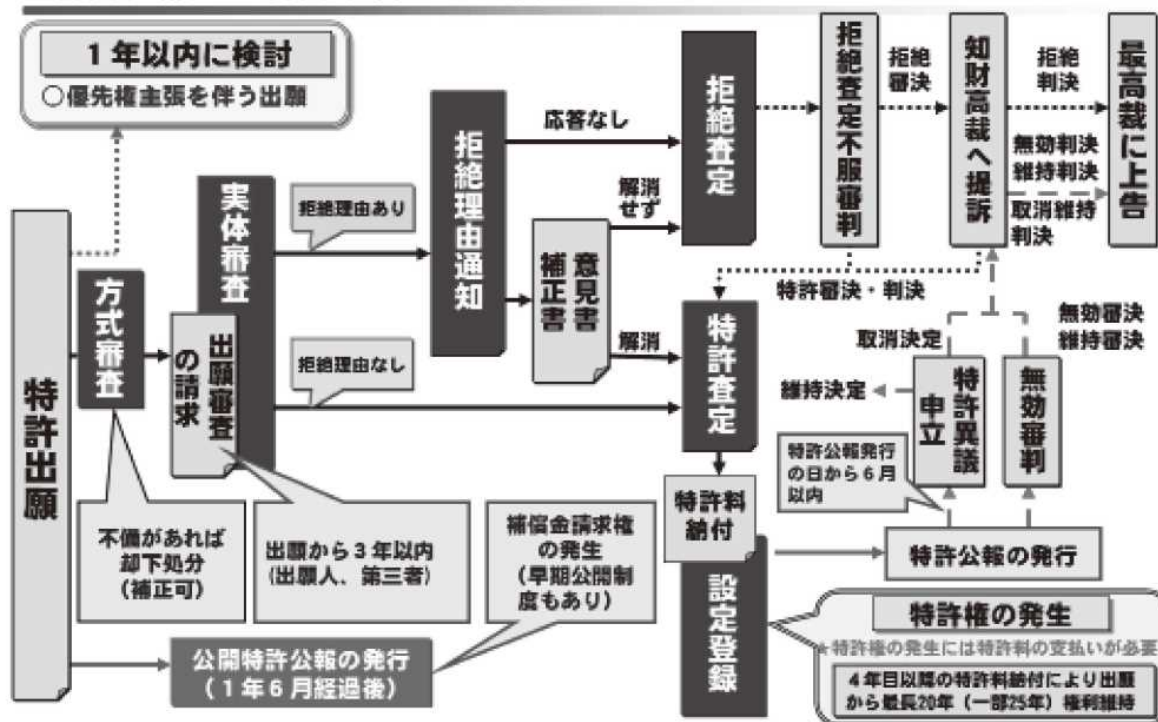 1年以内に検討
○優先権主張を伴う出願
特許出願
方式審査
不備があれば
却下処分
(補正可)
実体審査
出願審査
の請求
出願から3年以内
(出願人、第三者)
公開特許公報の発行
(1年6月経過後)
補償金請求権
の発生
(早期公開制
度もあり)
拒絶理由あり
拒絶理由なし
拒絶理由通知
応答なし
意見書
補正書
解消
せず
解消
拒絶査定
特許査定
特許料
納付
設定登録
拒絶査定不服審判
拒絶
審決
知財高裁へ提訴
拒絶
判決
無効判決
維持判決
取消維持
判決
最高裁に上告
特許審決・判決
取消決定
無効審決
維持審決
維持決定
特許異議
申立
無効審判
特許公報発行
の日から6月
以内
特許公報の発行
特許権の発生
★特許権の発生には特許料の支払いが必要
4年目以降の特許料納付により出願
から最長20年(一部25年)権利維持